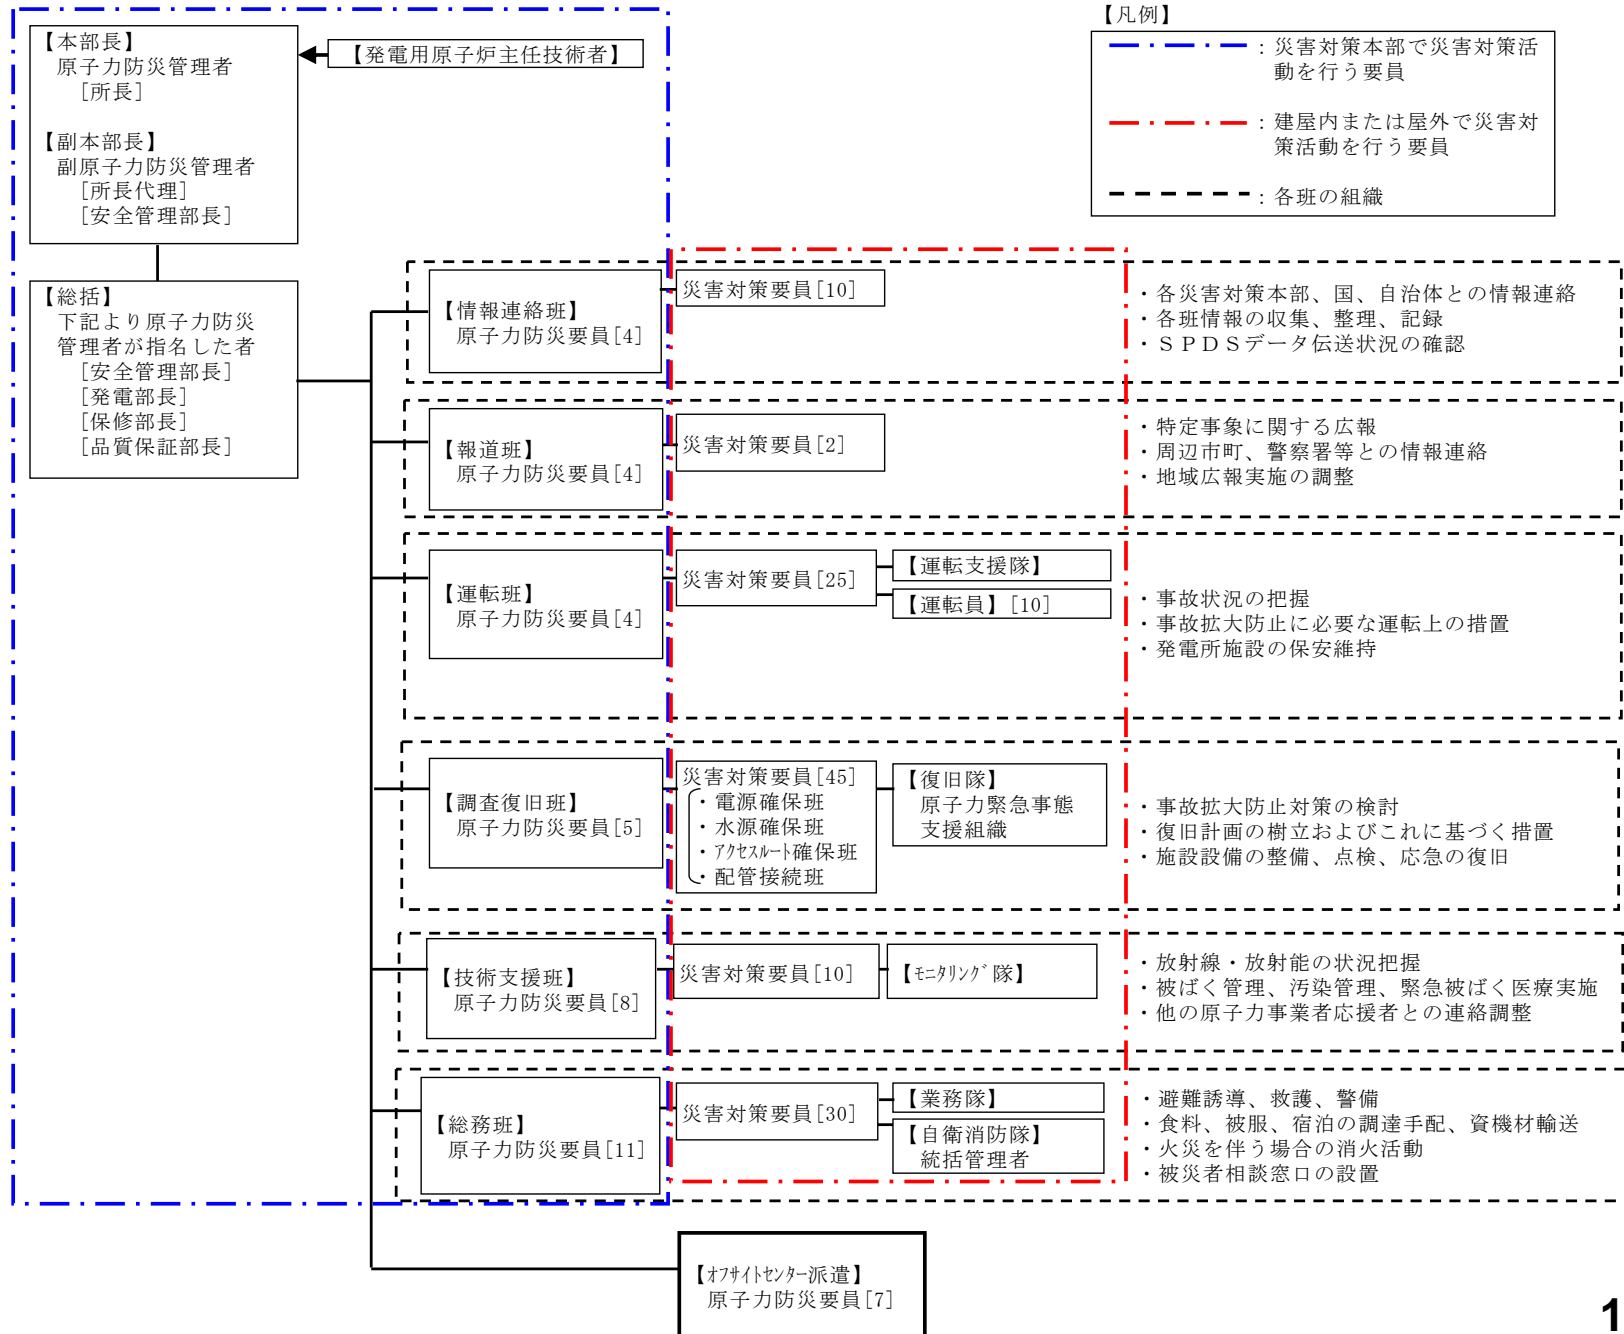 【本部長】
原子力防災管理者
[所長]
【副本部長】
副原子力防災管理者
[所長代理]
[安全管理部長]
【発電用原子炉主任技術者】
【凡例】
：災害対策本部で災害対策活
動を行う要員
：建屋内または屋外で災害対
策活動を行う要員
：各班の組織
【総括】
下記より原子力防災
管理者が指名した者
[安全管理部長]
[発電部長]
[保修部長]
[品質保証部長]
【情報連絡班】
原子力防災要員[4]
災害対策要員[10]
・各災害対策本部、国、自治体との情報連絡
・各班情報の収集、整理、記録
・ＳＰＤＳデータ伝送状況の確認
【報道班】
原子力防災要員[4]
災害対策要員[2]
・特定事象に関する広報
・周辺市町、警察署等との情報連絡
・地域広報実施の調整
【運転班】
原子力防災要員[4]
災害対策要員[25]
【運転支援隊】
【運転員】[10]
・事故状況の把握
・事故拡大防止に必要な運転上の措置
・発電所施設の保安維持
【調査復旧班】
原子力防災要員[5]
災害対策要員[45]
・電源確保班
・水源確保班
・ｱｸｾｽﾙｰﾄ確保班
・配管接続班
【復旧隊】
原子力緊急事態
支援組織
・事故拡大防止対策の検討
・復旧計画の樹立およびこれに基づく措置
・施設設備の整備、点検、応急の復旧
【技術支援班】
原子力防災要員[8]
災害対策要員[10]
【ﾓﾆﾀﾘﾝｸﾞ隊】
・放射線・放射能の状況把握
・被ばく管理、汚染管理、緊急被ばく医療実施
・他の原子力事業者応援者との連絡調整
【総務班】
原子力防災要員[11]
災害対策要員[30]
【業務隊】
【自衛消防隊】
統括管理者
・避難誘導、救護、警備
・食料、被服、宿泊の調達手配、資機材輸送
・火災を伴う場合の消火活動
・被災者相談窓口の設置
【ｵﾌｻｲﾄｾﾝﾀｰ派遣】
原子力防災要員[7]
1